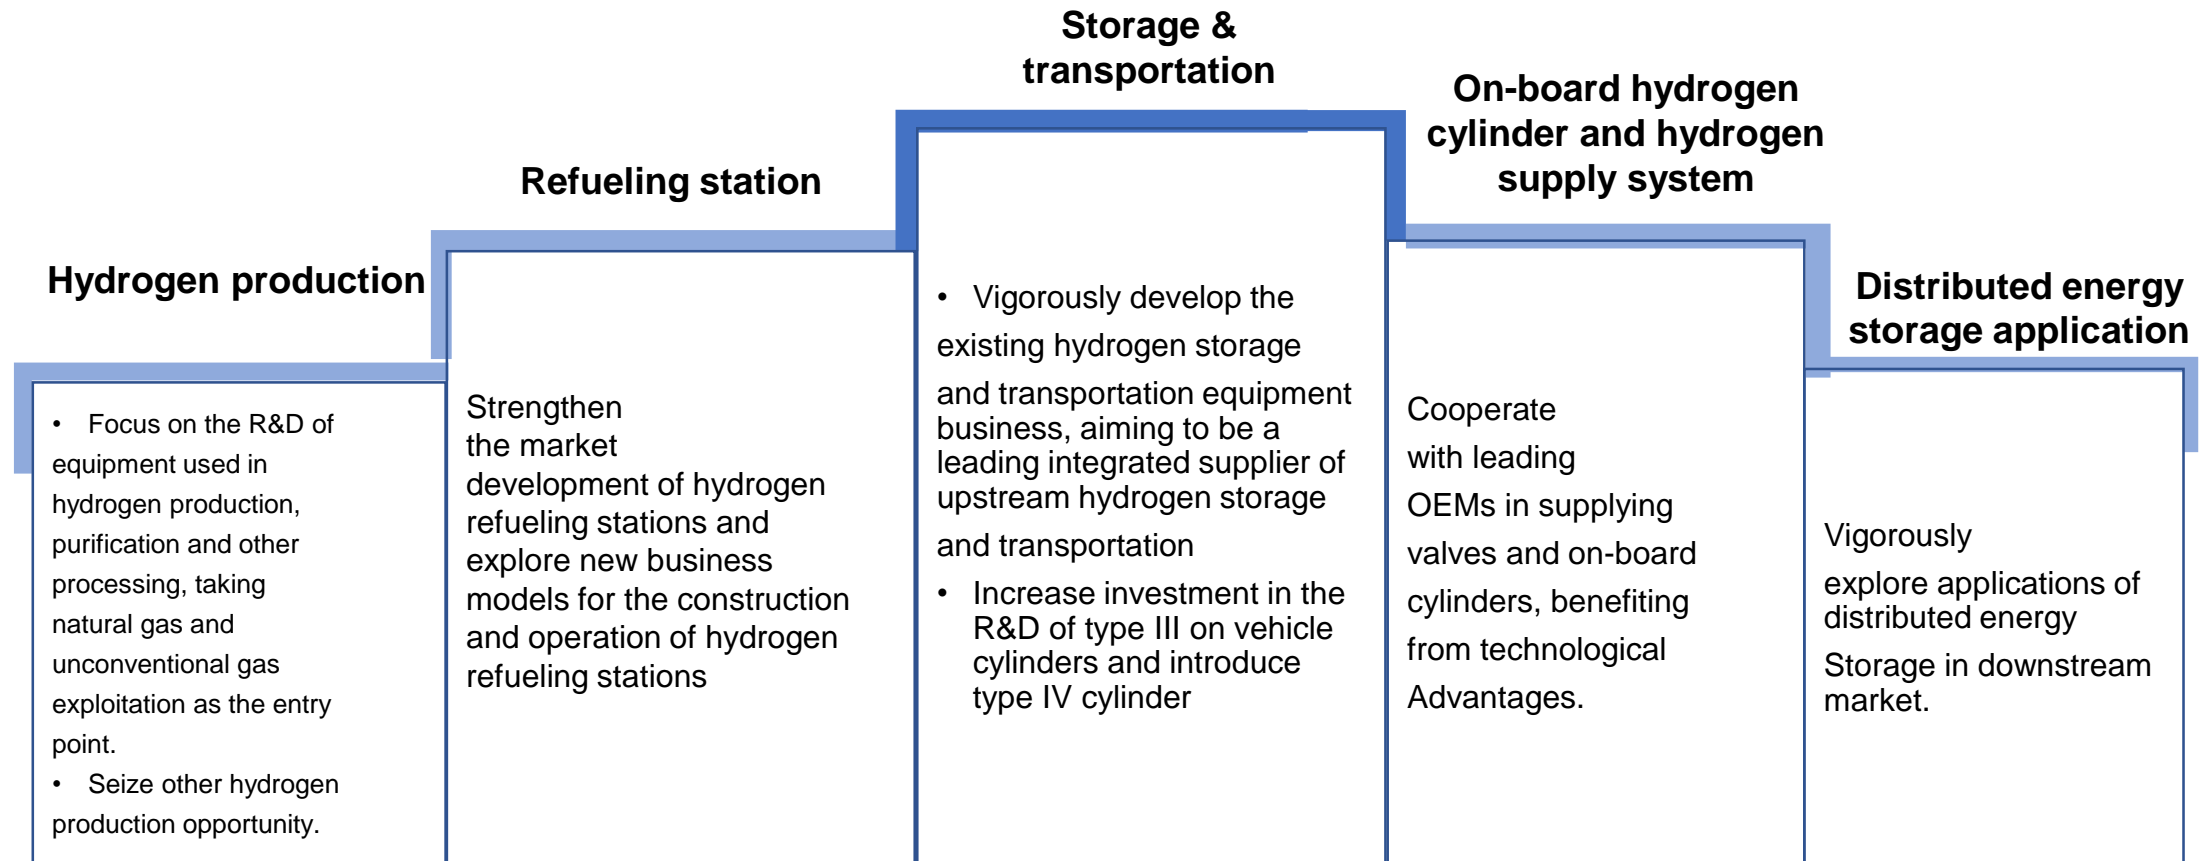 Hydrogen production
• Focus on the R&D of
equipment used in
hydrogen production,
purification and other
processing, taking
natural gas and
unconventional gas
exploitation as the entry
point.
• Seize other hydrogen
production opportunity.
Refueling station
Strengthen
the market
development of hydrogen
refueling stations and
explore new business
models for the construction
and operation of hydrogen
refueling stations
Storage &
transportation
• Vigorously develop the
existing hydrogen storage
and transportation equipment
business, aiming to be a
leading integrated supplier of
upstream hydrogen storage
and transportation
• Increase investment in the
R&D of type III on vehicle
cylinders and introduce
type IV cylinder
On-board hydrogen
cylinder and hydrogen
supply system
Cooperate
with leading
OEMs in supplying
valves and on-board
cylinders, benefiting
from technological
Advantages.
Distributed energy
storage application
Vigorously
explore applications of
distributed energy
Storage in downstream
market.